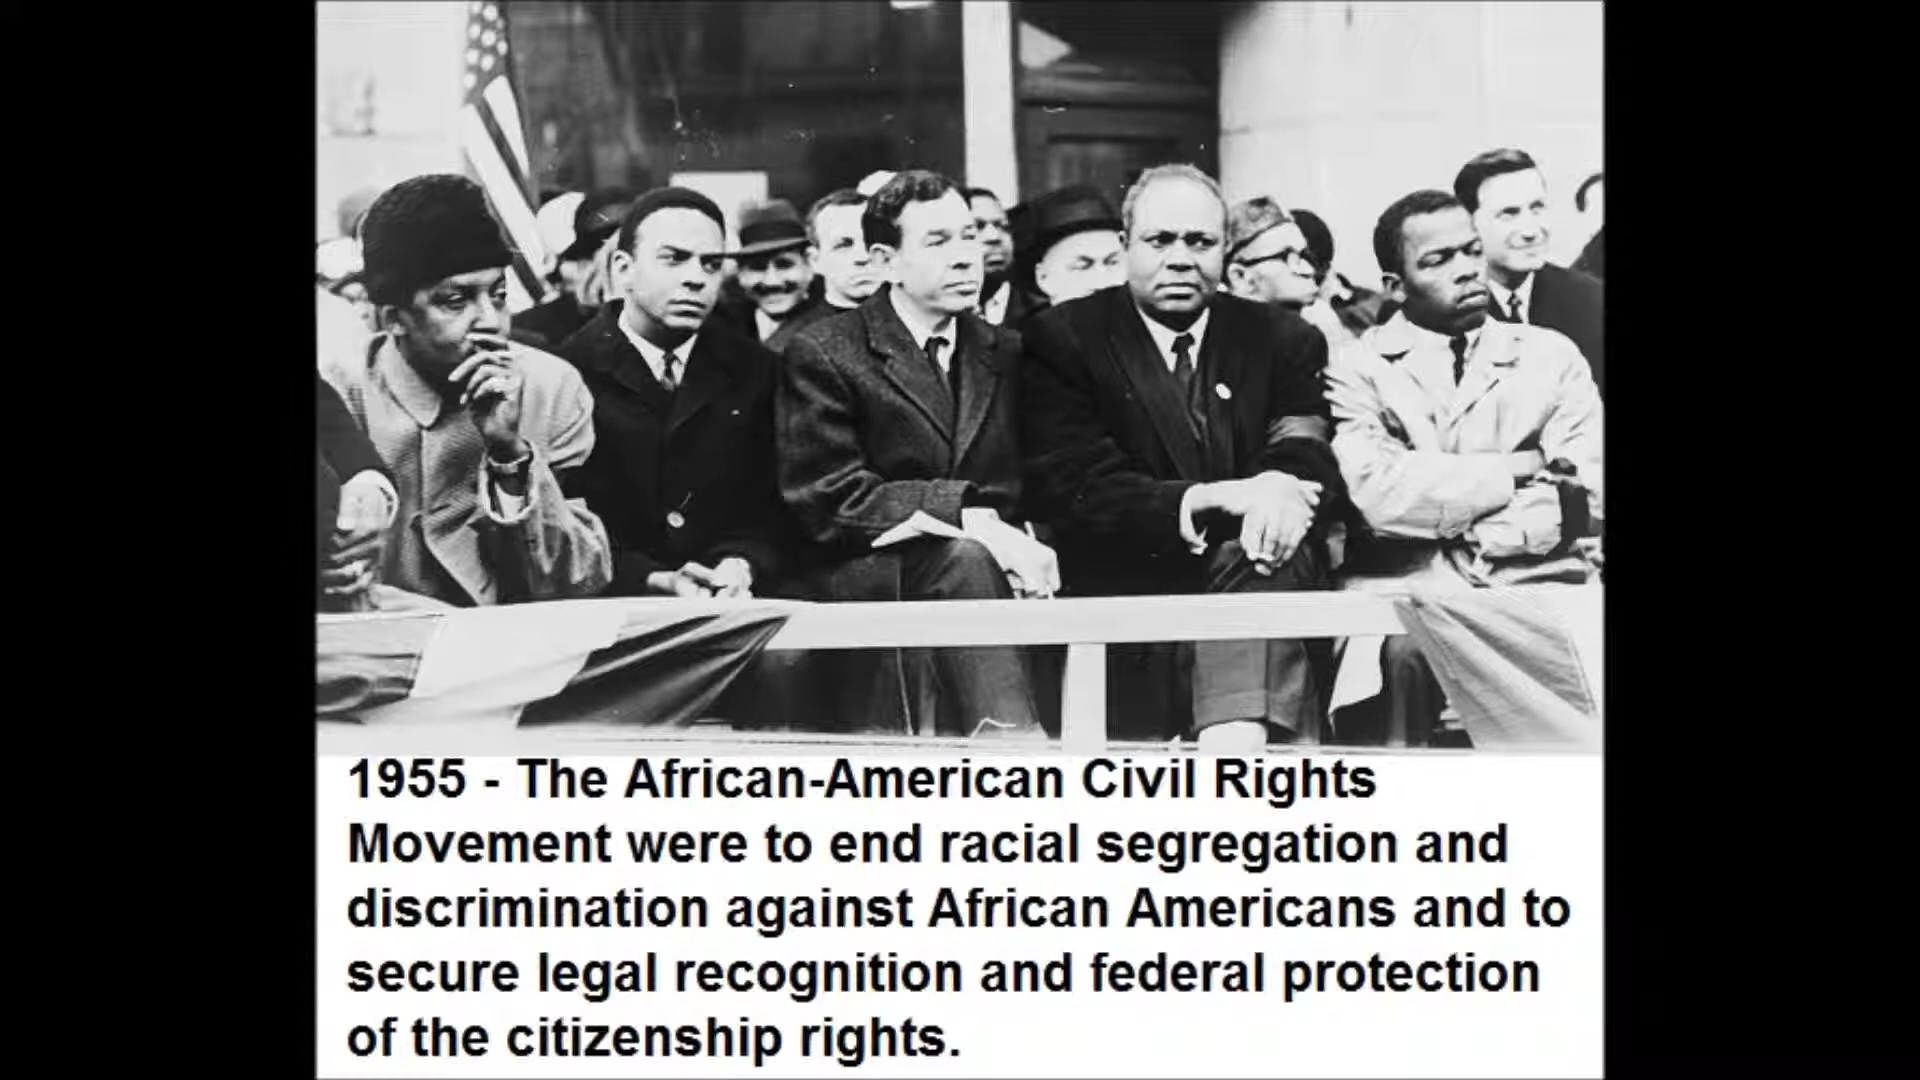 1955 - The African-American Civil Rights
Movement were to end racial segregation and
discrimination against African Americans and to
secure legal recognition and federal protection
of the citizenship rights.